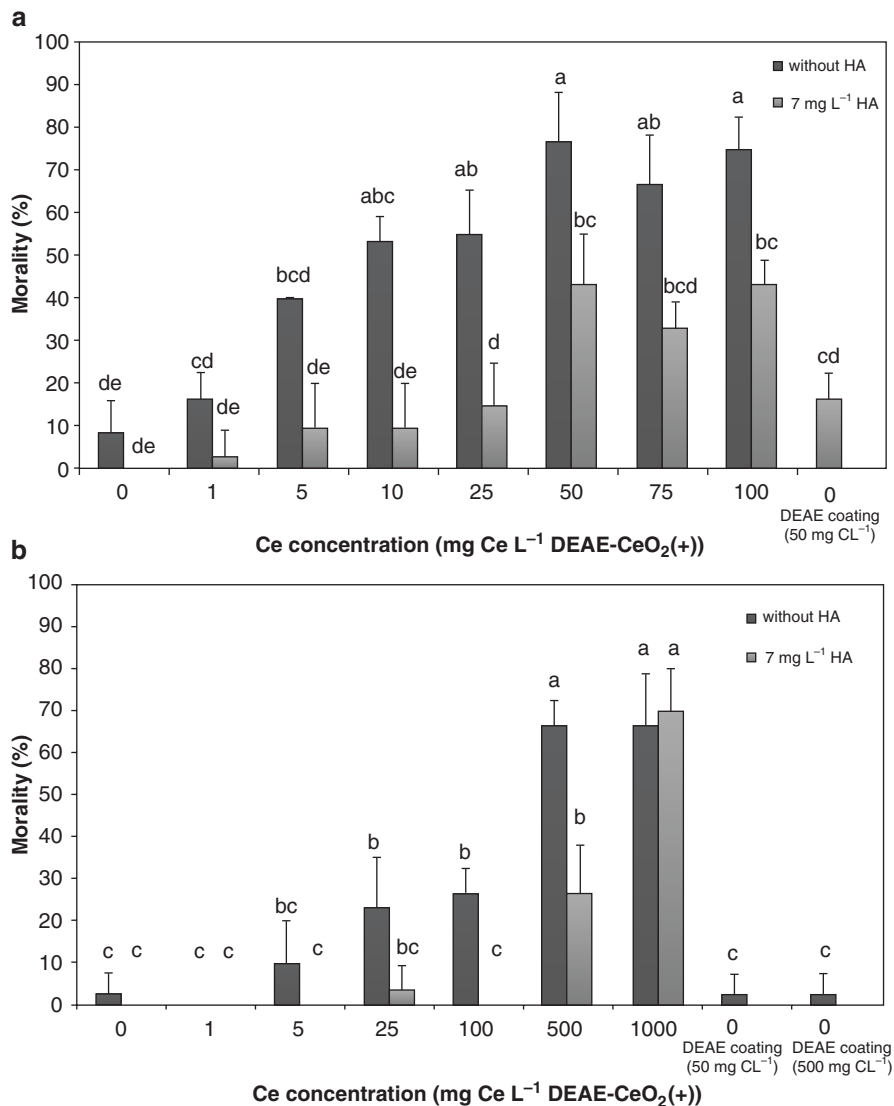 a
100
90
80
70
60
50
40
30
20
10
0
Morality (%)
without HA
7 mg L⁻¹ HA
de de cd de bcd de abc de ab d a bc ab bcd a bc cd
0 1 5 10 25 50 75 100 0
DEAE coating
(50 mg CL⁻¹)
Ce concentration (mg Ce L⁻¹ DEAE-CeO₂(+))
b
100
90
80
70
60
50
40
30
20
10
0
Morality (%)
without HA
7 mg L⁻¹ HA
c c c c bc c b bc b c a b a a c c
0 1 5 25 100 500 1000 0 0
DEAE coating DEAE coating
(50 mg CL⁻¹) (500 mg CL⁻¹)
Ce concentration (mg Ce L⁻¹ DEAE-CeO₂(+))